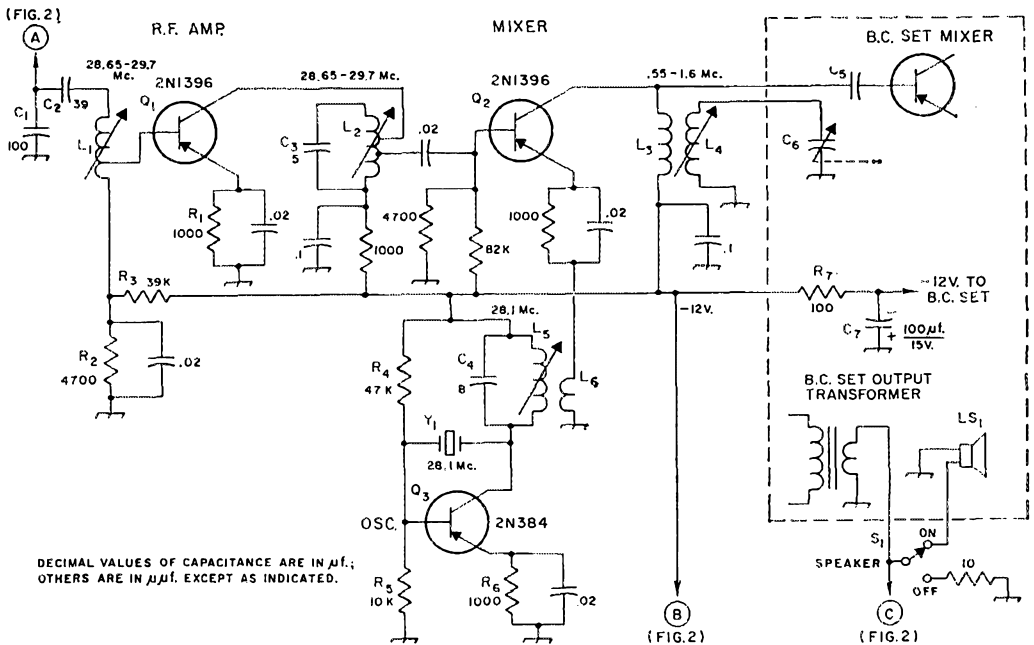 (FIG.2)
A
R.F. AMP.
MIXER
B.C. SET MIXER
28.65-29.7 Mc.
C2 39
C1
100
L1
2N1396
Q1
R1
1000
.02
28.65-29.7 Mc.
C3
5
L2
.02
.1
1000
2N1396
Q2
4700
82K
1000
.02
.55-1.6 Mc.
L3
L4
.1
C5
C6
R3 39K
R2
4700
.02
-12V.
R7
100
-12V. TO
B.C. SET
C7
+
100µf.
15V.
28.1 Mc.
R4
47K
C4
8
L5
L6
Y1
28.1 Mc.
Q3
OSC.
2N384
R5
10K
R6
1000
.02
B.C. SET OUTPUT
TRANSFORMER
LS1
S1
ON
SPEAKER
OFF
10
B
(FIG.2)
C
(FIG.2)
DECIMAL VALUES OF CAPACITANCE ARE IN µf.;
OTHERS ARE IN µµf. EXCEPT AS INDICATED.